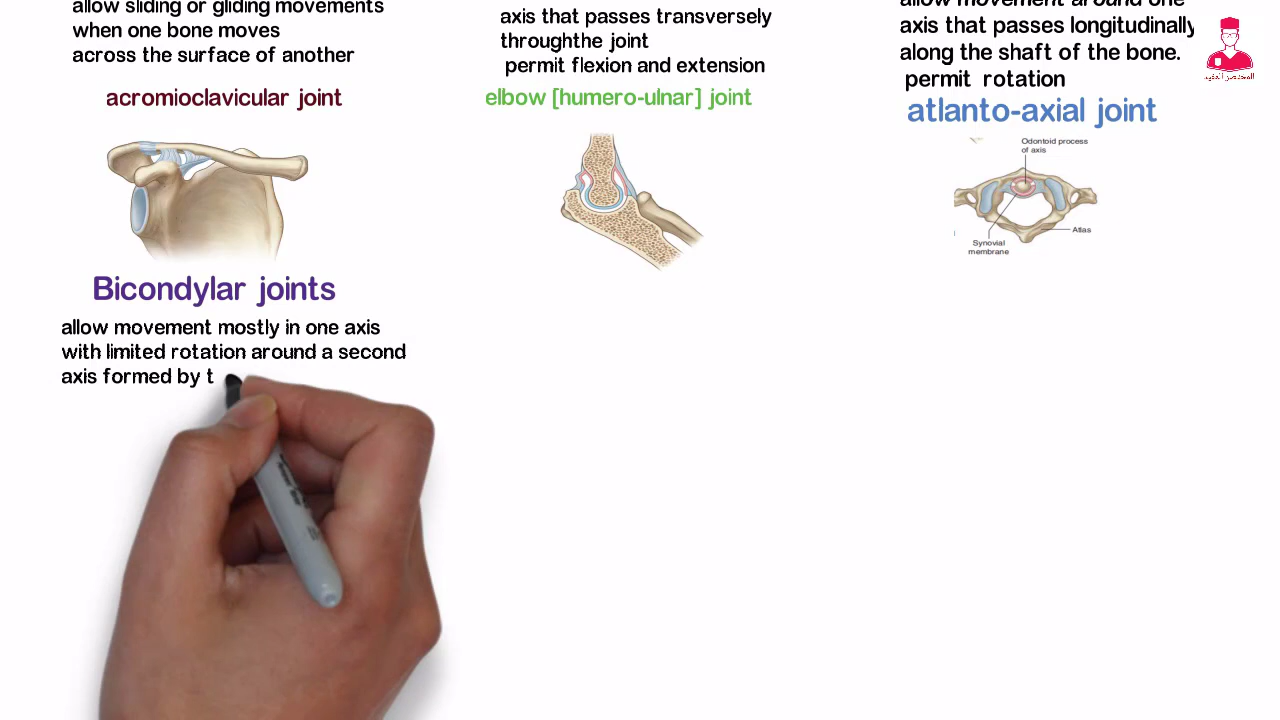 allow sliding or gliding movements
when one bone moves
across the surface of another
acromioclavicular joint
axis that passes transversely
throughthe joint
permit flexion and extension
elbow [humero-ulnar] joint
allow movement around one
axis that passes longitudinally
along the shaft of the bone.
permit rotation
atlanto-axial joint
Odontoid process
of axis
Atlas
Synovial
membrane
المختصر المفيد
Bicondylar joints
allow movement mostly in one axis
with limited rotation around a second
axis formed by t